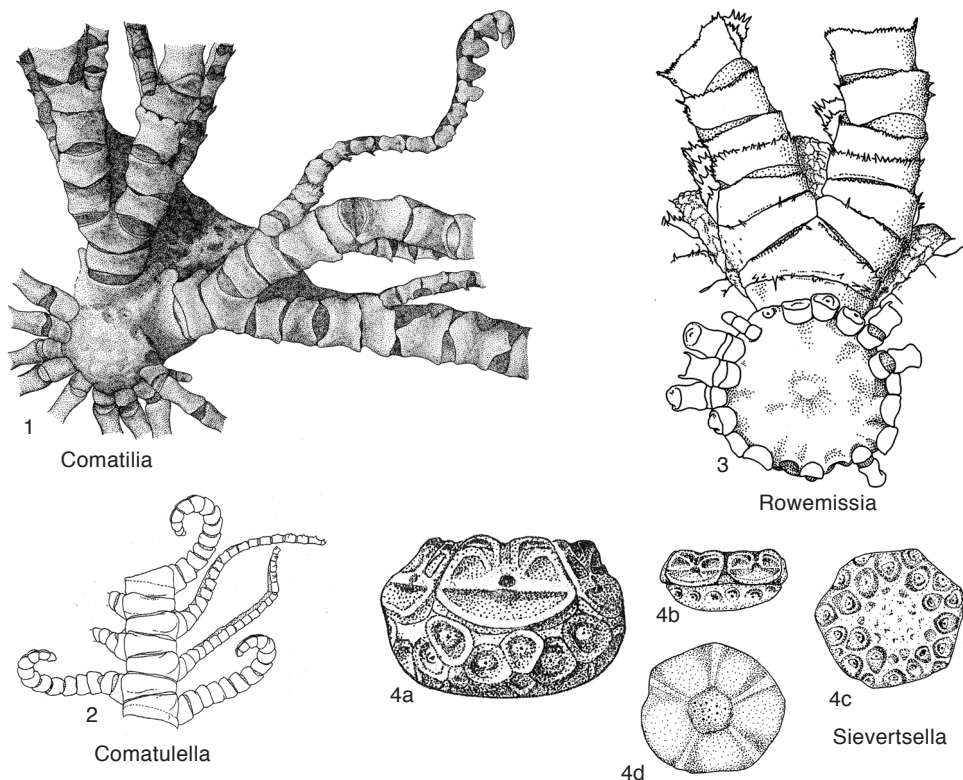 1
Comatilia
3
Rowemissia
2
Comatulella
4a
4b
4c
4d
Sievertsella